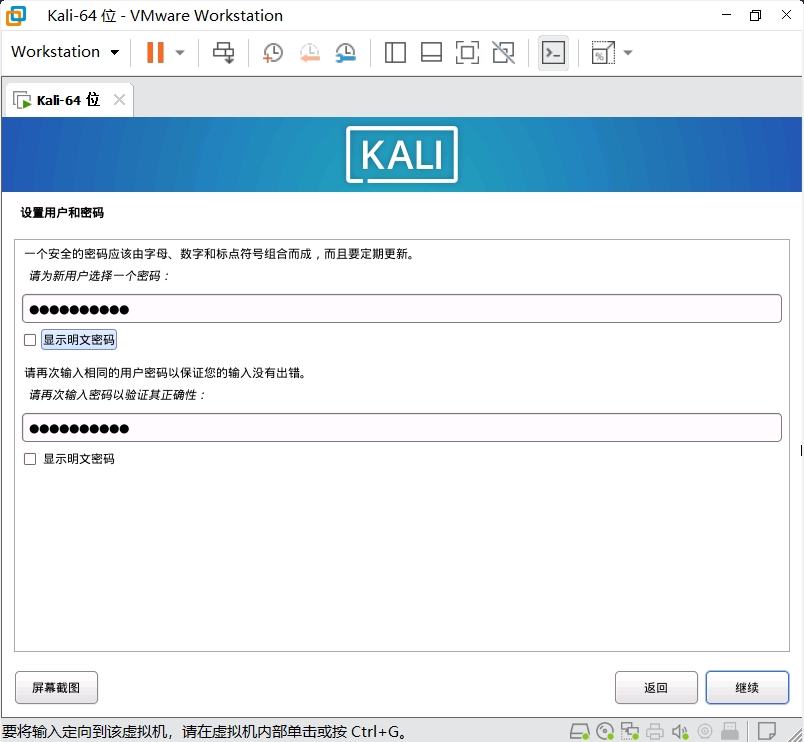 Kali-64 位 - VMware Workstation
Workstation
Kali-64 位
KALI
设置用户和密码
一个安全的密码应该由字母、数字和标点符号组合而成，而且要定期更新。
请为新用户选择一个密码：
●●●●●●●●●●
显示明文密码
请再次输入相同的用户密码以保证您的输入没有出错。
请再次输入密码以验证其正确性：
●●●●●●●●●●
显示明文密码
屏幕截图
返回
继续
要将输入定向到该虚拟机，请在虚拟机内部单击或按 Ctrl+G。